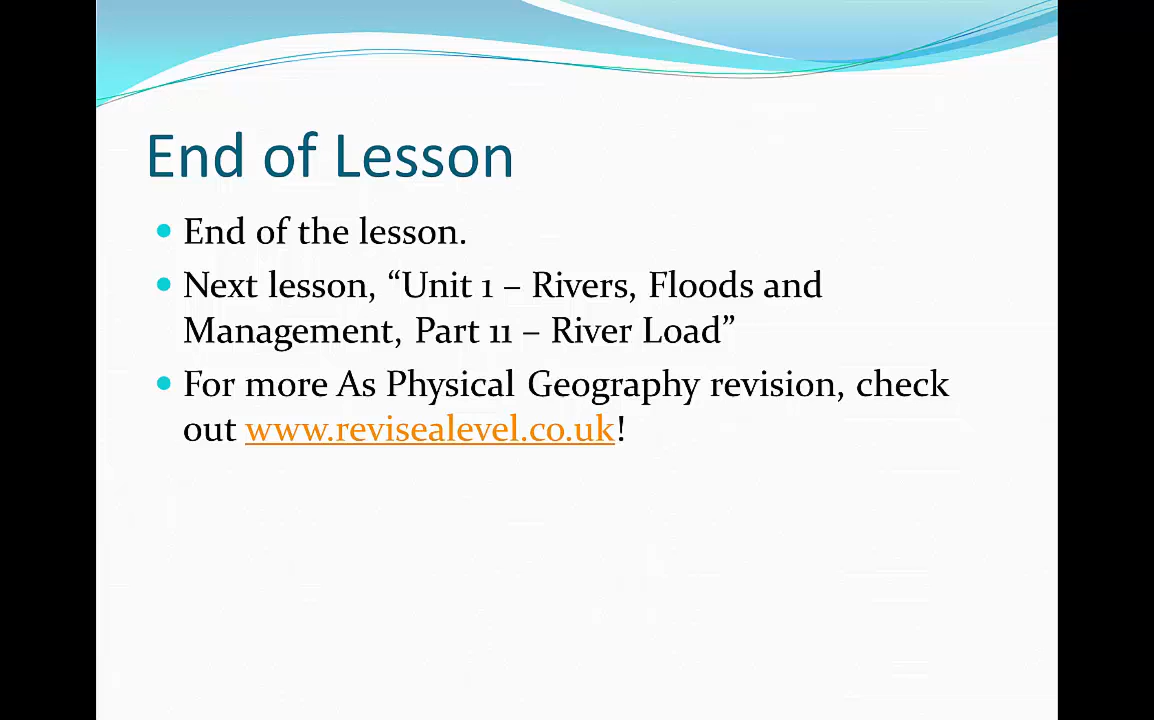 End of Lesson
End of the lesson.
Next lesson, “Unit 1 – Rivers, Floods and
Management, Part 11 – River Load”
For more As Physical Geography revision, check
out www.revisealevel.co.uk!